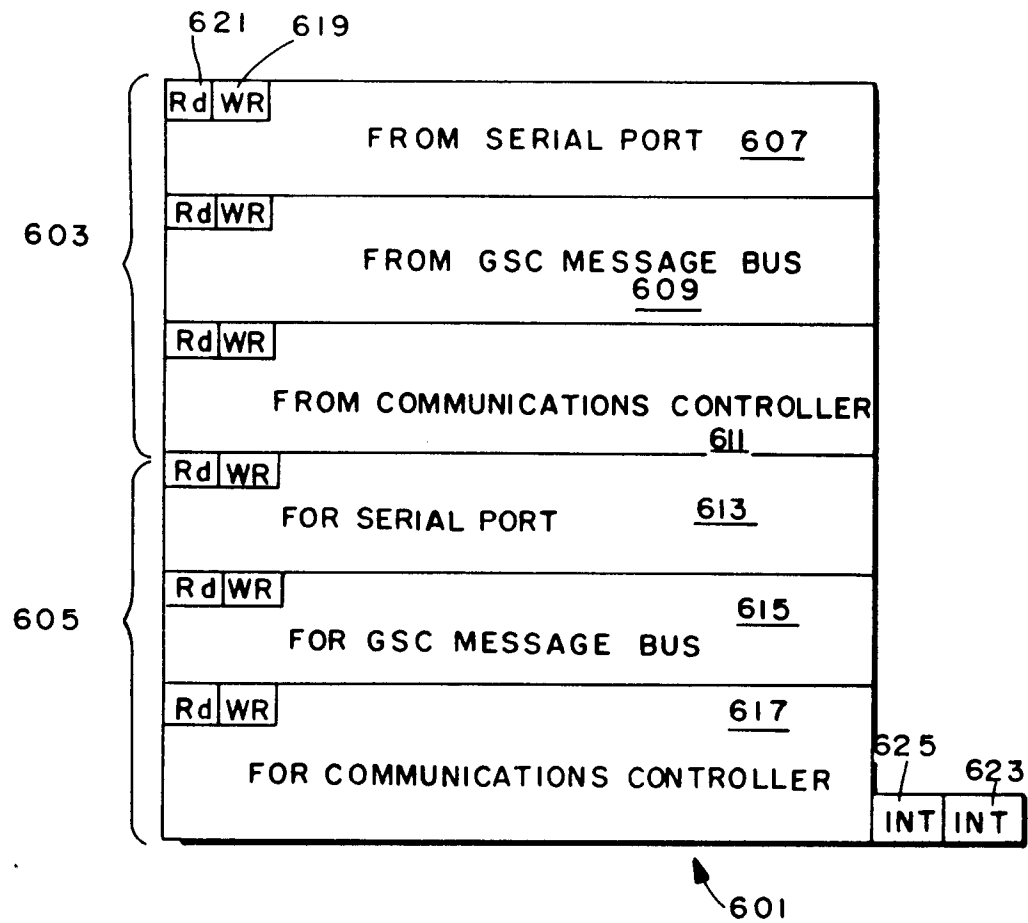 621 619
Rd WR
FROM SERIAL PORT 607
Rd WR
603
FROM GSC MESSAGE BUS
609
Rd WR
FROM COMMUNICATIONS CONTROLLER
611
Rd WR
FOR SERIAL PORT 613
Rd WR
605
615
FOR GSC MESSAGE BUS
Rd WR
617
FOR COMMUNICATIONS CONTROLLER
625
623
INT INT
601